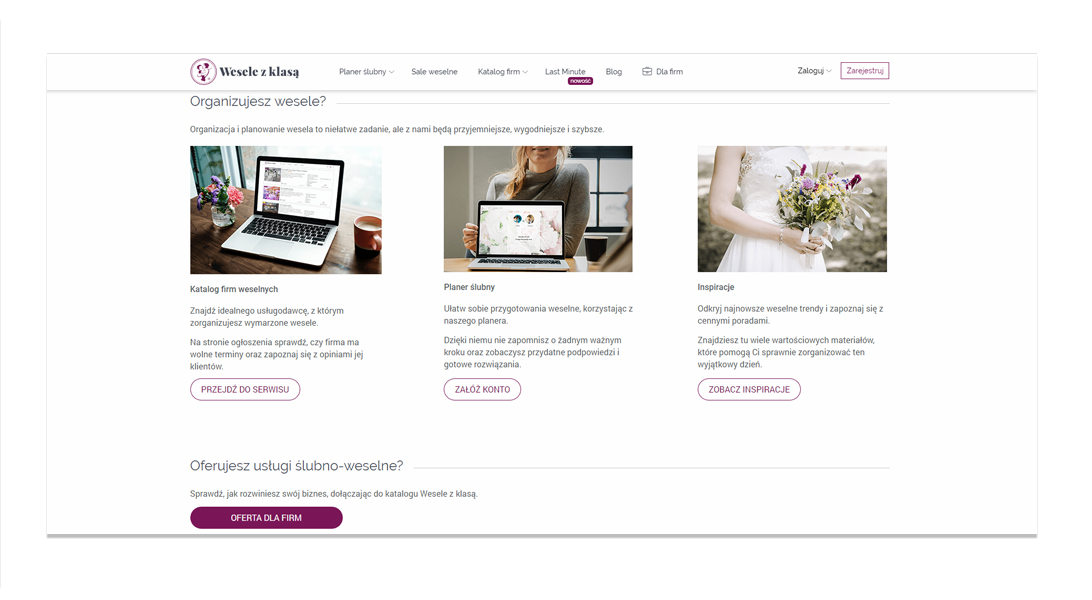 Wesele z klasą
Planer ślubny
Sale weselne
Katalog firm
Last Minute
nowość
Blog
Dla firm
Zaloguj
Zarejestruj
Organizujesz wesele?
Organizacja i planowanie wesela to niełatwe zadanie, ale z nami będą przyjemniejsze, wygodniejsze i szybsze.
Katalog firm weselnych
Znajdź idealnego usługodawcę, z którym
zorganizujesz wymarzone wesele.
Na stronie ogłoszenia sprawdź, czy firma ma
wolne terminy oraz zapoznaj się z opiniami jej
klientów.
PRZEJDŹ DO SERWISU
Planer ślubny
Ułatw sobie przygotowania weselne, korzystając z
naszego planera.
Dzięki niemu nie zapomnisz o żadnym ważnym
kroku oraz zobaczysz przydatne podpowiedzi i
gotowe rozwiązania.
ZAŁÓŻ KONTO
Inspiracje
Odkryj najnowsze weselne trendy i zapoznaj się z
cennymi poradami.
Znajdziesz tu wiele wartościowych materiałów,
które pomogą Ci sprawnie zorganizować ten
wyjątkowy dzień.
ZOBACZ INSPIRACJE
Oferujesz usługi ślubno-weselne?
Sprawdź, jak rozwiniesz swój biznes, dołączając do katalogu Wesele z klasą.
OFERTA DLA FIRM